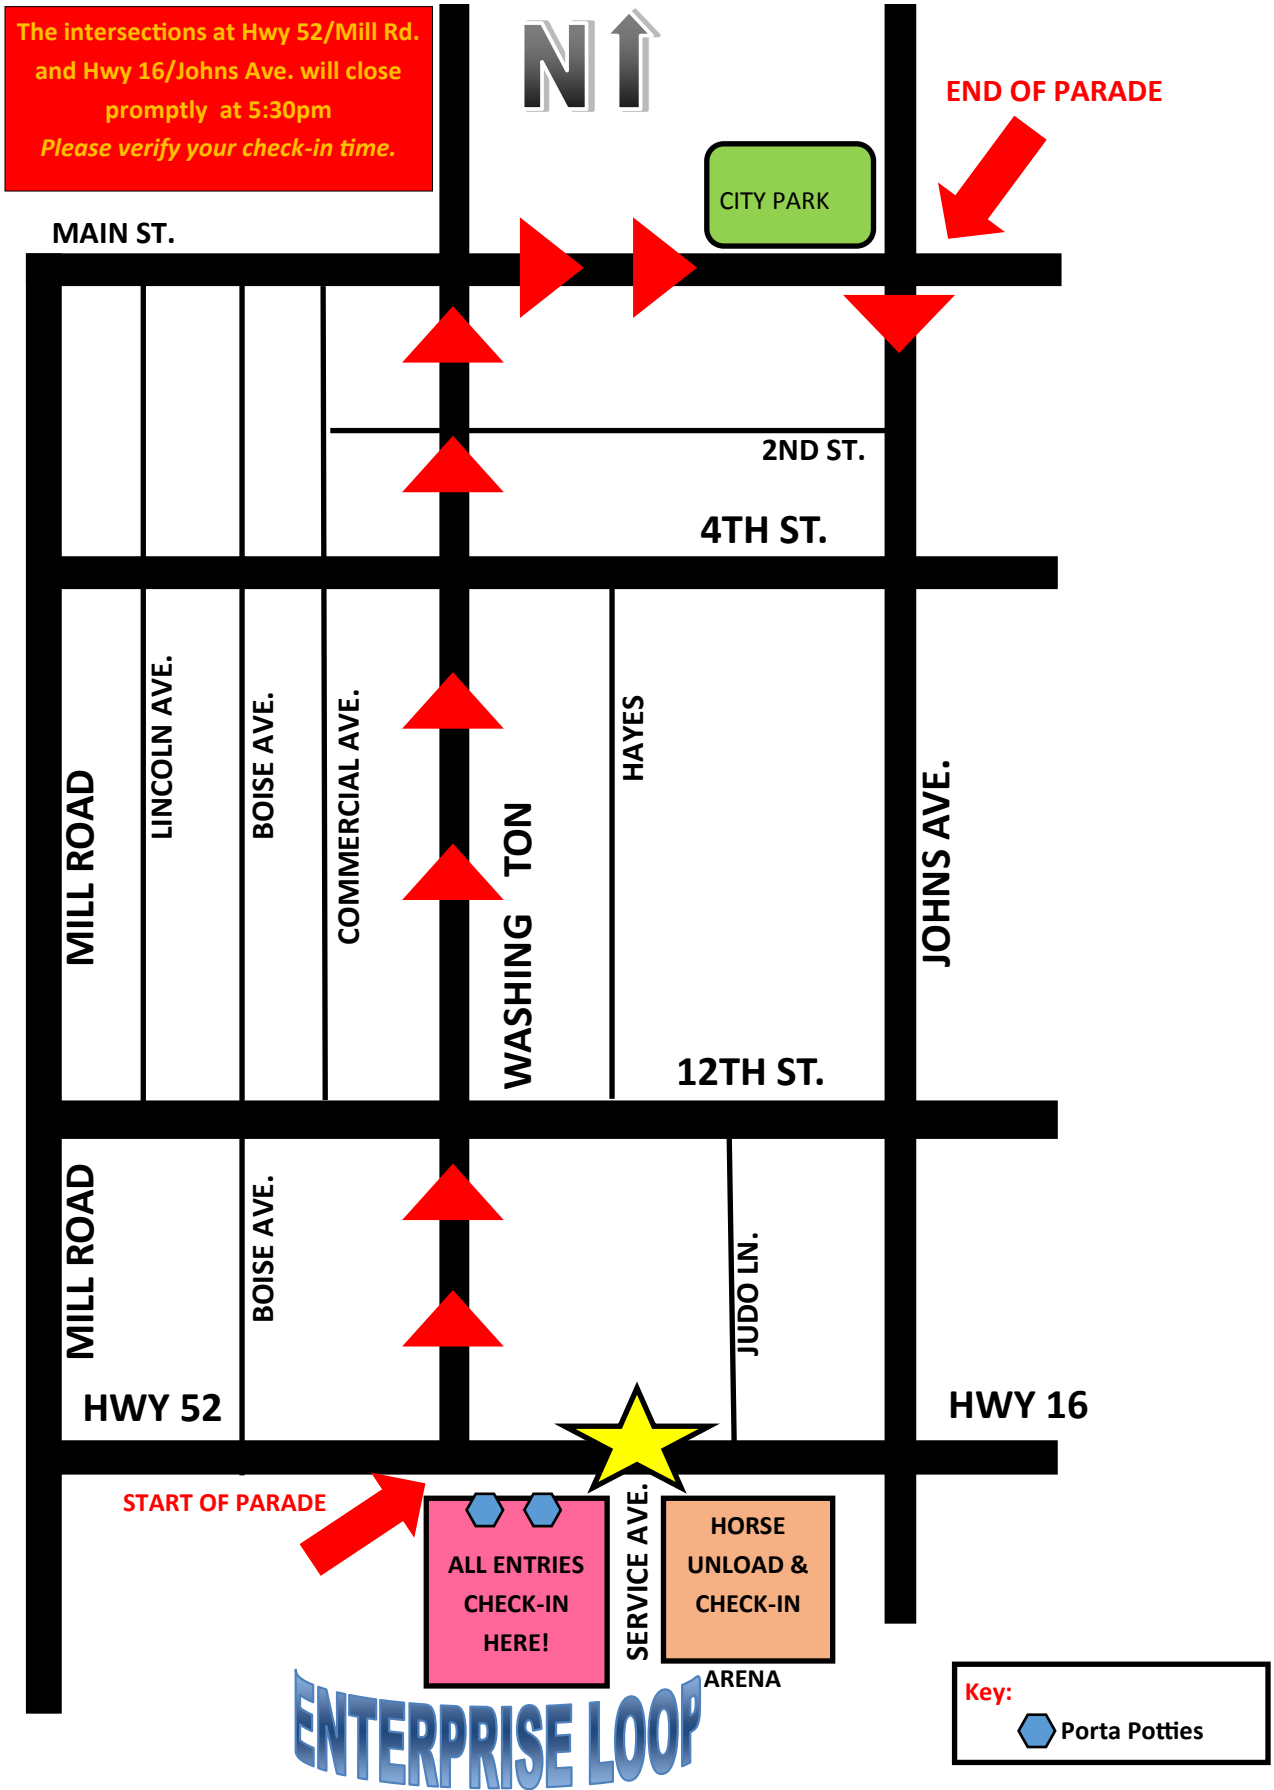 The intersections at Hwy 52/Mill Rd.
and Hwy 16/Johns Ave. will close
promptly at 5:30pm
Please verify your check-in time.
N
END OF PARADE
CITY PARK
MAIN ST.
2ND ST.
4TH ST.
MILL ROAD
LINCOLN AVE.
BOISE AVE.
COMMERCIAL AVE.
WASHING TON
HAYES
JOHNS AVE.
12TH ST.
MILL ROAD
BOISE AVE.
JUDO LN.
HWY 52
HWY 16
START OF PARADE
ALL ENTRIES
CHECK-IN
HERE!
SERVICE AVE.
HORSE
UNLOAD &
CHECK-IN
ARENA
ENTERPRISE LOOP
Key:
Porta Potties